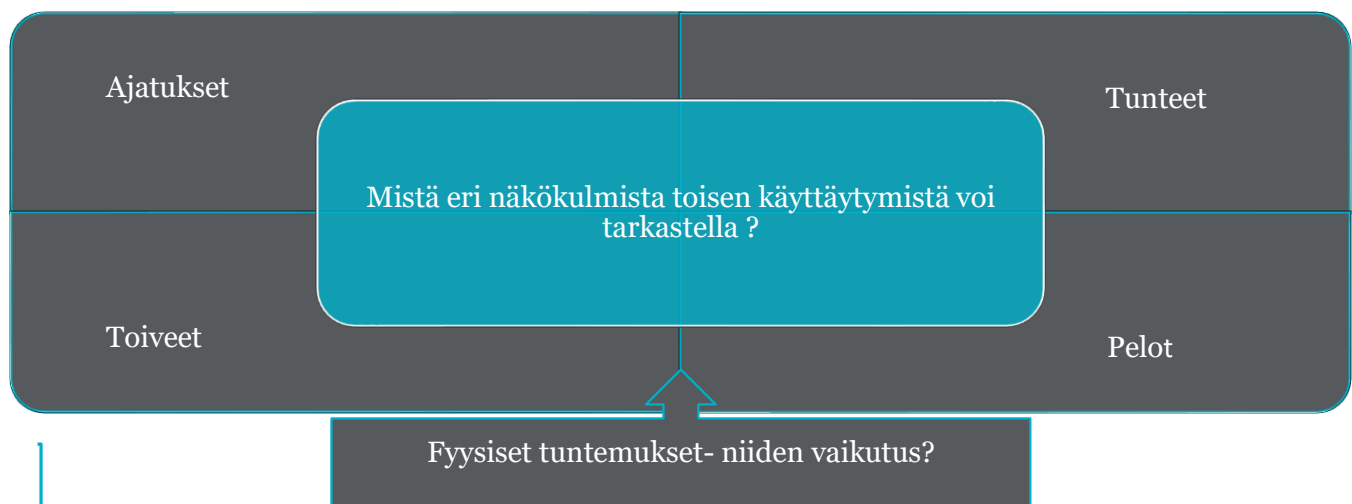 Ajatukset
Tunteet
Mistä eri näkökulmista toisen käyttäytymistä voi
tarkastella ?
Toiveet
Pelot
Fyysiset tuntemukset- niiden vaikutus?